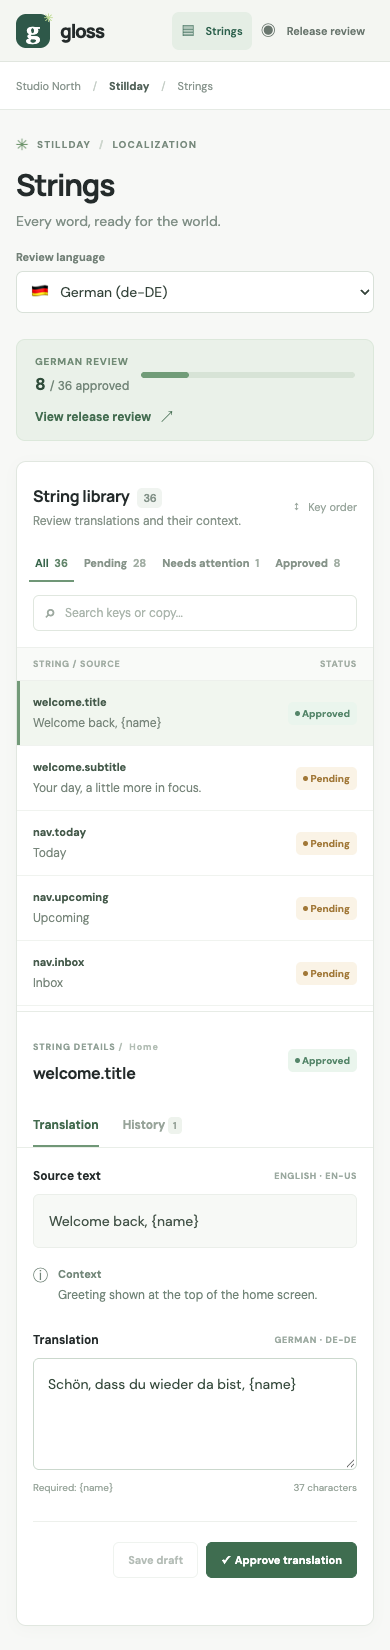 g gloss
Strings
Release review
Studio North / Stillday / Strings
STILLDAY / LOCALIZATION
Strings
Every word, ready for the world.
Review language
German (de-DE)
GERMAN REVIEW
8 / 36 approved
View release review ↗
String library 36
↕ Key order
Review translations and their context.
All 36 Pending 28 Needs attention 1 Approved 8
Search keys or copy...
STRING / SOURCE STATUS
welcome.title
Welcome back, {name}
Approved
welcome.subtitle
Your day, a little more in focus.
Pending
nav.today
Today
Pending
nav.upcoming
Upcoming
Pending
nav.inbox
Inbox
Pending
STRING DETAILS / Home
welcome.title
Approved
Translation History 1
Source text ENGLISH · EN-US
Welcome back, {name}
Context
Greeting shown at the top of the home screen.
Translation GERMAN · DE-DE
Schön, dass du wieder da bist, {name}
Required: {name} 37 characters
Save draft ✓ Approve translation